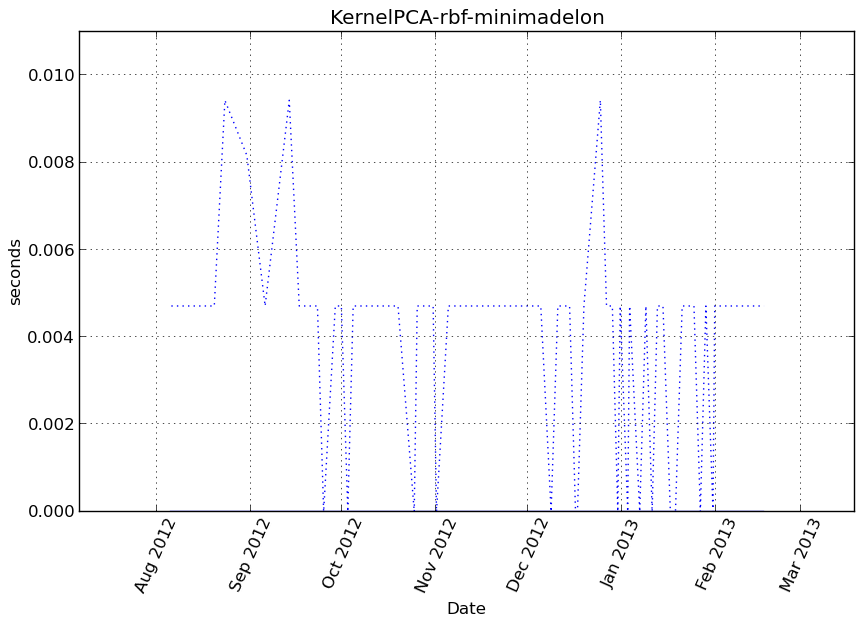 KernelPCA-rbf-minimadelon
0.010
0.008
0.006
0.004
0.002
0.000
seconds
Aug 2012
Sep 2012
Oct 2012
Nov 2012
Dec 2012
Jan 2013
Feb 2013
Mar 2013
Date